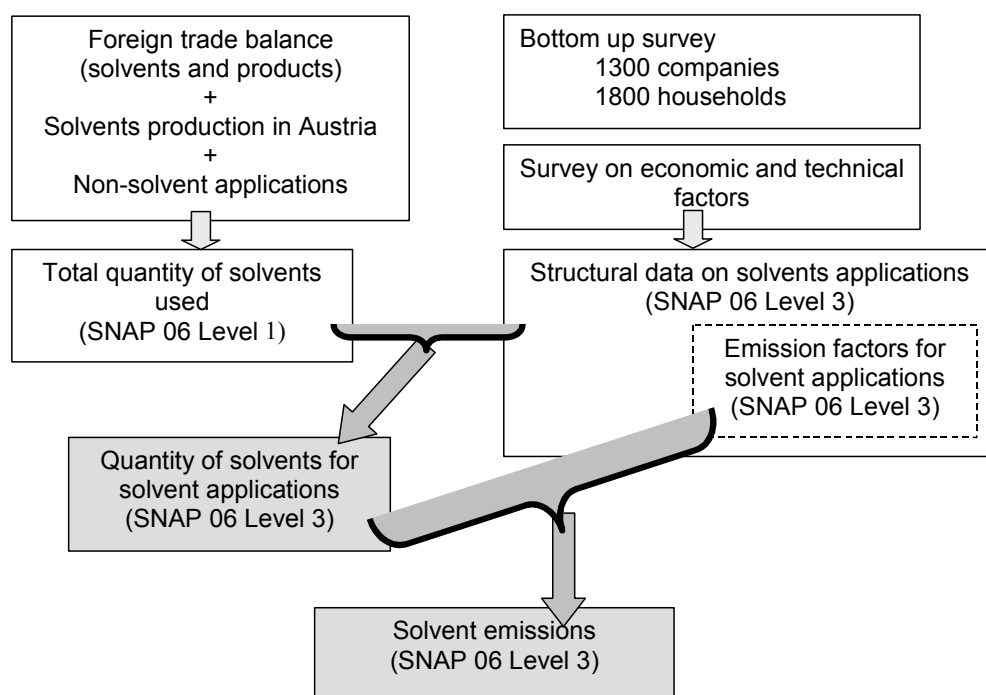 Foreign trade balance
(solvents and products)
+
Solvents production in Austria
+
Non-solvent applications
Bottom up survey
1300 companies
1800 households
Survey on economic and technical
factors
Total quantity of solvents
used
(SNAP 06 Level 1)
Structural data on solvents applications
(SNAP 06 Level 3)
Emission factors for
solvent applications
(SNAP 06 Level 3)
Quantity of solvents for
solvent applications
(SNAP 06 Level 3)
Solvent emissions
(SNAP 06 Level 3)